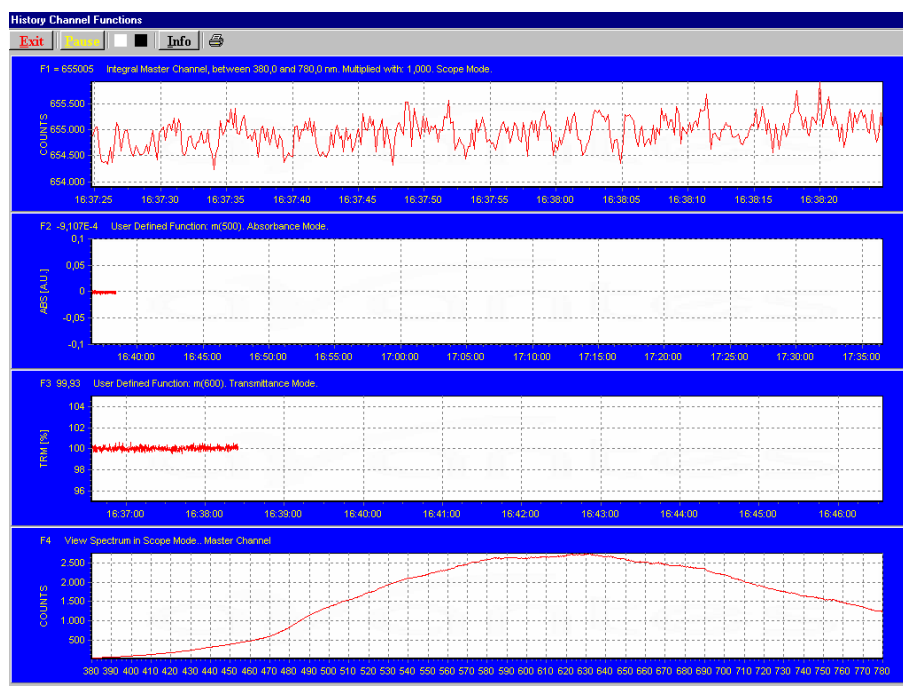 History Channel Functions
Exit Pause Info
F1 = 655005 Integral Master Channel, between 380,0 and 780,0 nm. Multiplied with: 1,000. Scope Mode.
COUNTS
655.500
655.000
654.500
654.000
16:37:25 16:37:30 16:37:35 16:37:40 16:37:45 16:37:50 16:37:55 16:38:00 16:38:05 16:38:10 16:38:15 16:38:20
F2 -9,107E-4 User Defined Function: m(500). Absorbance Mode.
ABS [A.U.]
0,1
0,05
0
-0,05
-0,1
16:40:00 16:45:00 16:50:00 16:55:00 17:00:00 17:05:00 17:10:00 17:15:00 17:20:00 17:25:00 17:30:00 17:35:00
F3 99,93 User Defined Function: m(600). Transmittance Mode.
TRM [%]
104
102
100
98
96
16:37:00 16:38:00 16:39:00 16:40:00 16:41:00 16:42:00 16:43:00 16:44:00 16:45:00 16:46:00
F4 View Spectrum in Scope Mode.. Master Channel
COUNTS
2.500
2.000
1.500
1.000
500
380 390 400 410 420 430 440 450 460 470 480 490 500 510 520 530 540 550 560 570 580 590 600 610 620 630 640 650 660 670 680 690 700 710 720 730 740 750 760 770 780